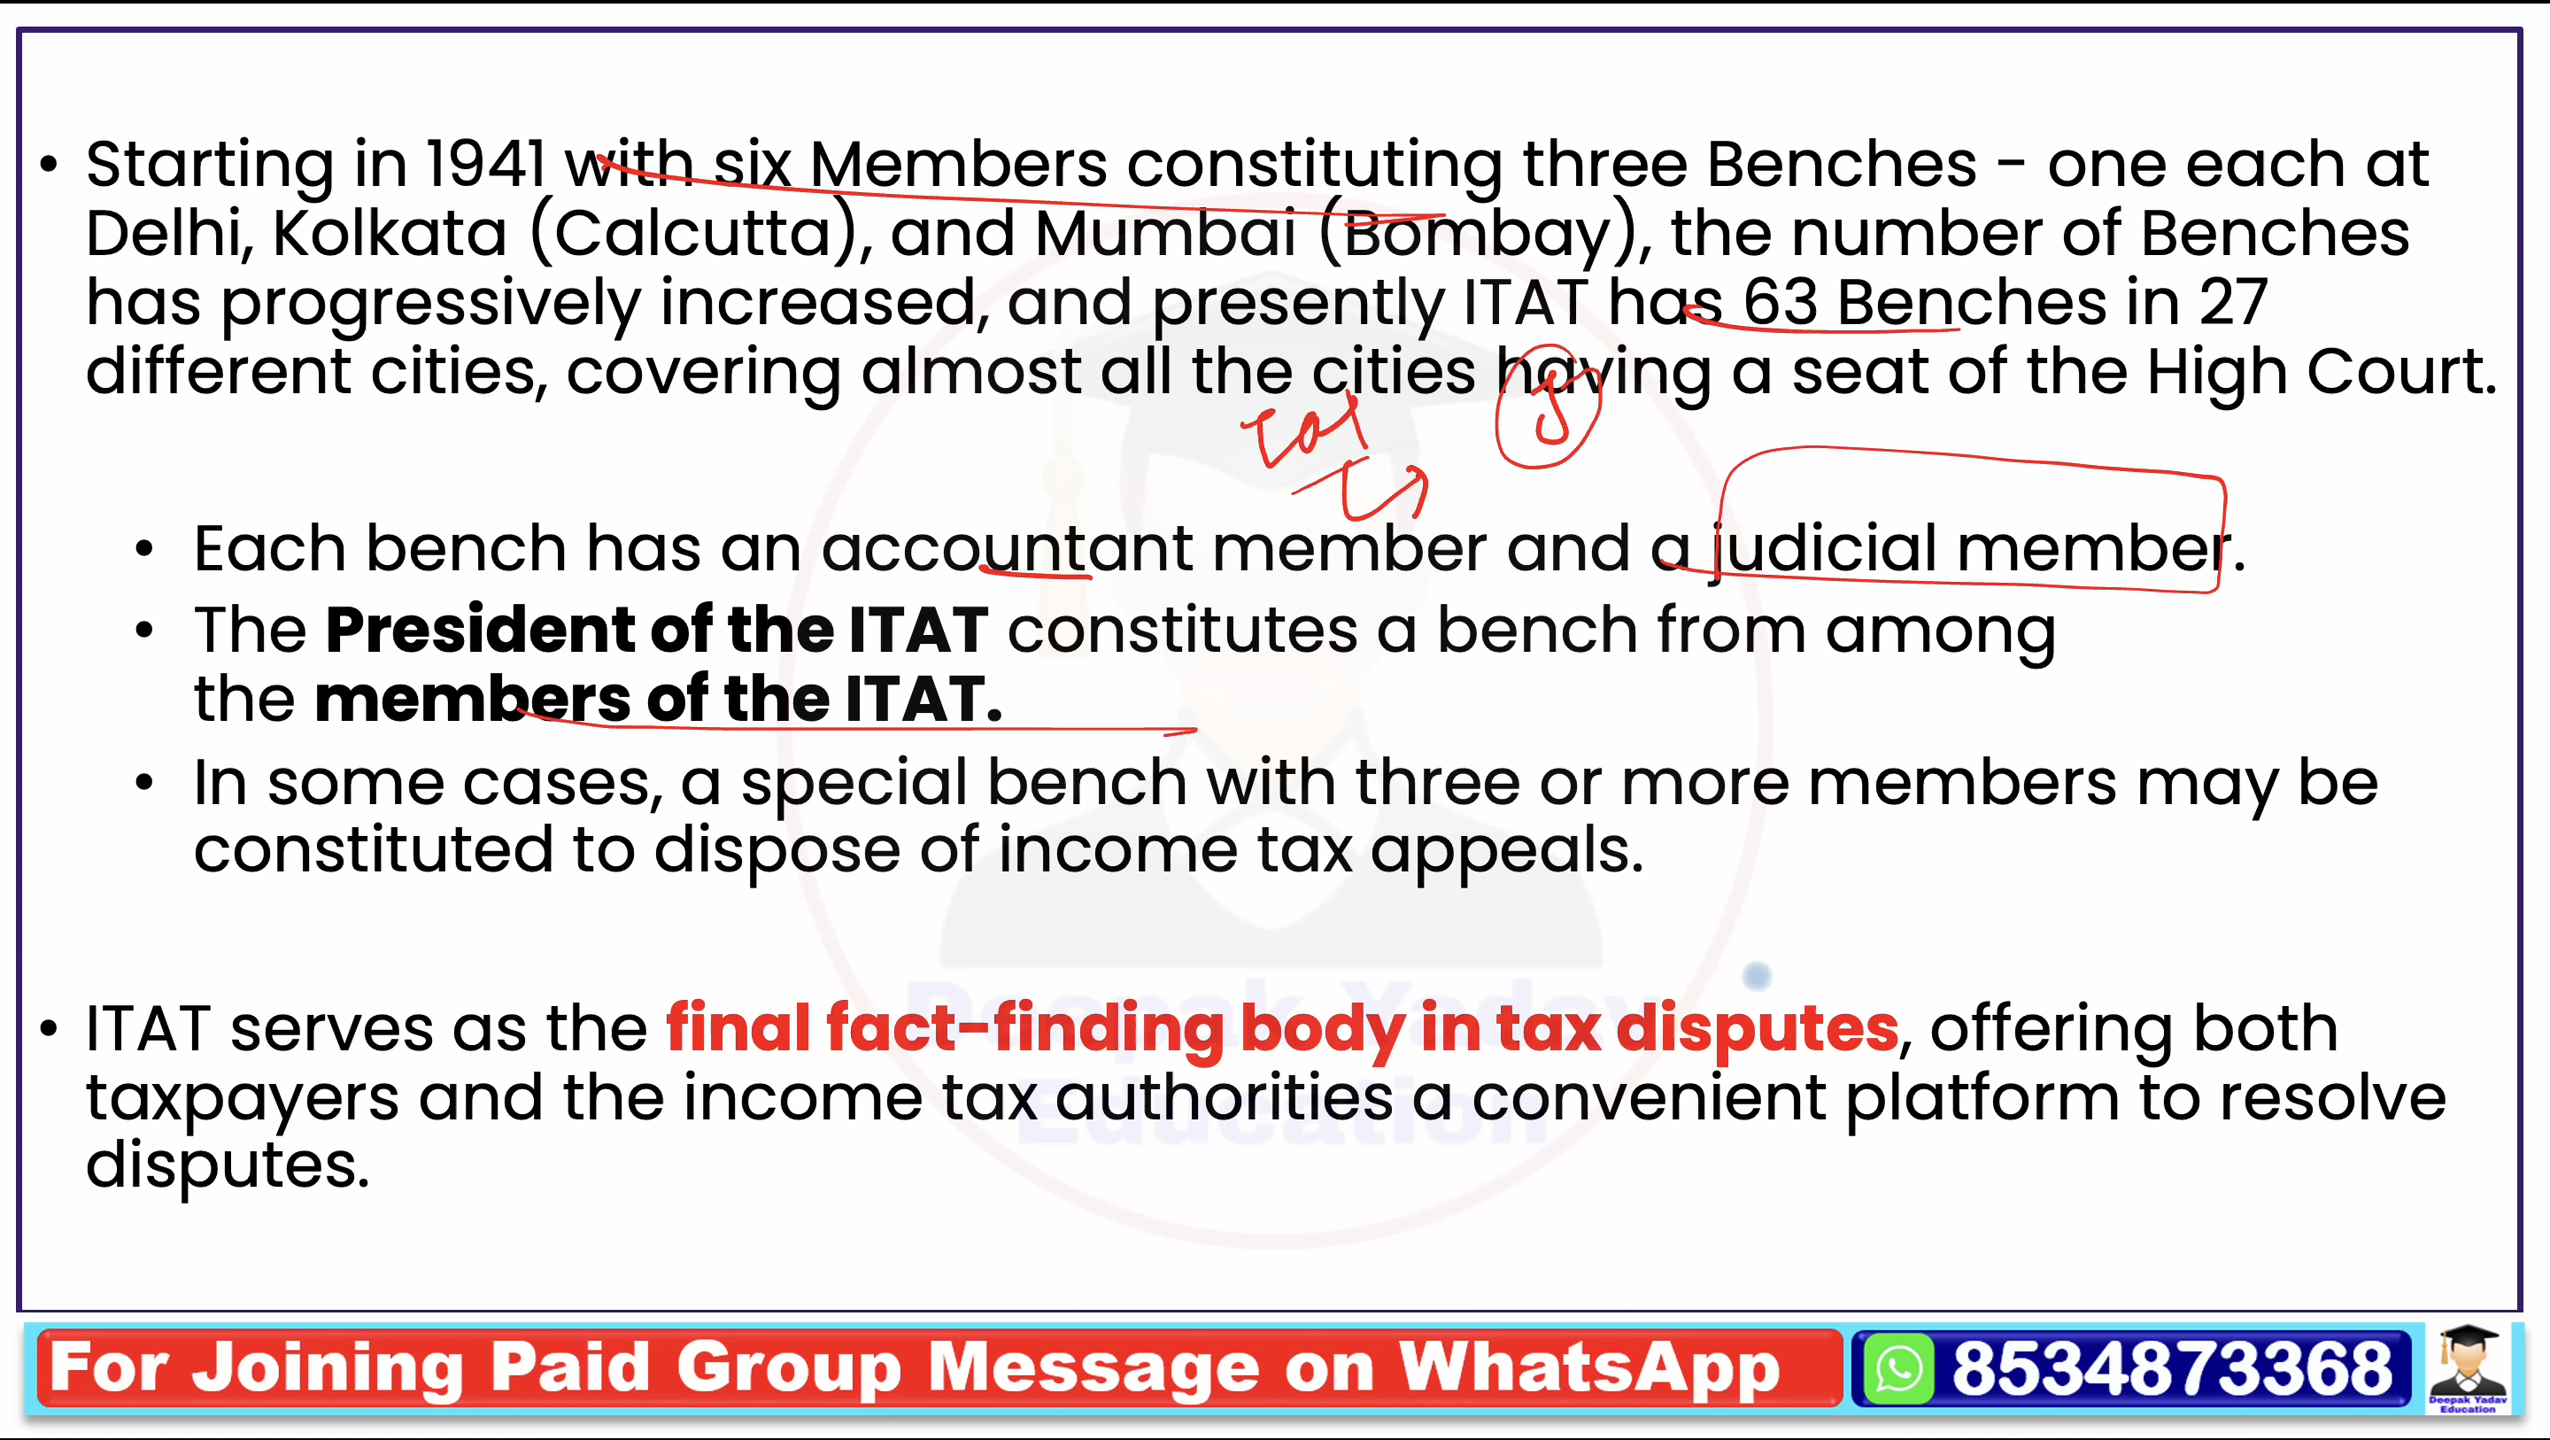 • Starting in 1941 with six Members constituting three Benches - one each at
Delhi, Kolkata (Calcutta), and Mumbai (Bombay), the number of Benches
has progressively increased, and presently ITAT has 63 Benches in 27
different cities, covering almost all the cities having a seat of the High Court.
J
• Each bench has an accountant member and a judicial member.
• The President of the ITAT constitutes a bench from among
the members of the ITAT.
• In some cases, a special bench with three or more members may be
constituted to dispose of income tax appeals.
• ITAT serves as the final fact-finding body in tax disputes, offering both
taxpayers and the income tax authorities a convenient platform to resolve
disputes.
Deepak Yadav
Education
For Joining Paid Group Message on WhatsApp 8534873368
Deepak Yadav
Education